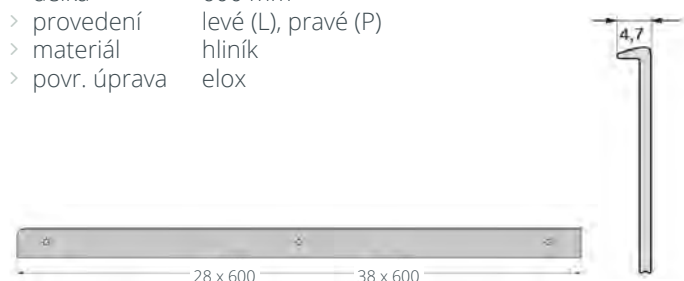 > provedení levé (L), pravé (P)
> materiál hliník
> povr. úprava elox
4,7
28 x 600 38 x 600